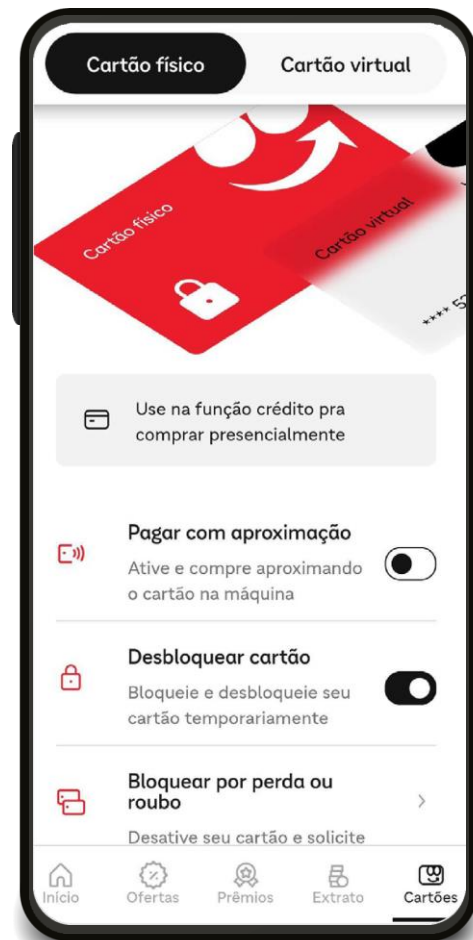 Cartão físico
Cartão virtual
Cartão físico
Cartão virtual
**** 52
Use na função crédito pra
comprar presencialmente
Pagar com aproximação
Ative e compre aproximando
o cartão na máquina
Desbloquear cartão
Bloqueie e desbloqueie seu
cartão temporariamente
Bloquear por perda ou
roubo
Desative seu cartão e solicite
Início
Ofertas
Prêmios
Extrato
Cartões